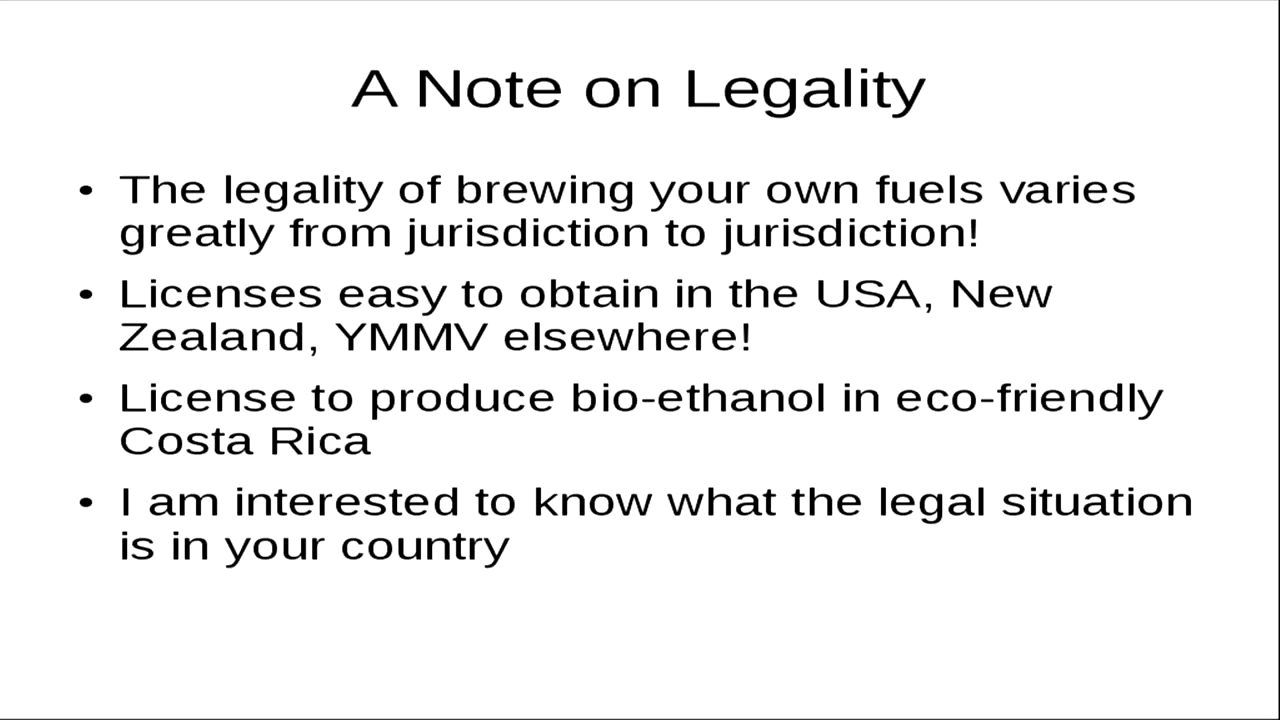 A Note on Legality
• The legality of brewing your own fuels varies
greatly from jurisdiction to jurisdiction!
• Licenses easy to obtain in the USA, New
Zealand, YMMV elsewhere!
• License to produce bio-ethanol in eco-friendly
Costa Rica
• I am interested to know what the legal situation
is in your country